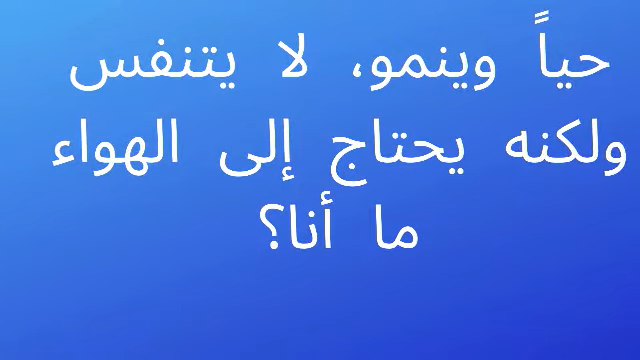 حياً وينمو، لا يتنفس
ولكنه يحتاج إلى الهواء
ما أنا؟